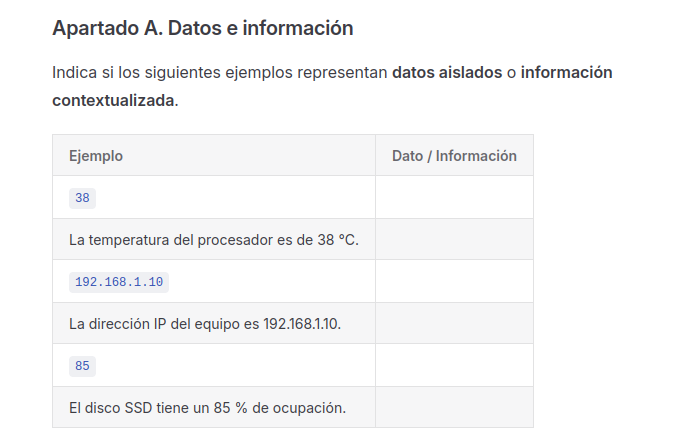 Apartado A. Datos e información
Indica si los siguientes ejemplos representan datos aislados o información
contextualizada.
Ejemplo Dato / Información
38
La temperatura del procesador es de 38 °C.
192.168.1.10
La dirección IP del equipo es 192.168.1.10.
85
El disco SSD tiene un 85 % de ocupación.